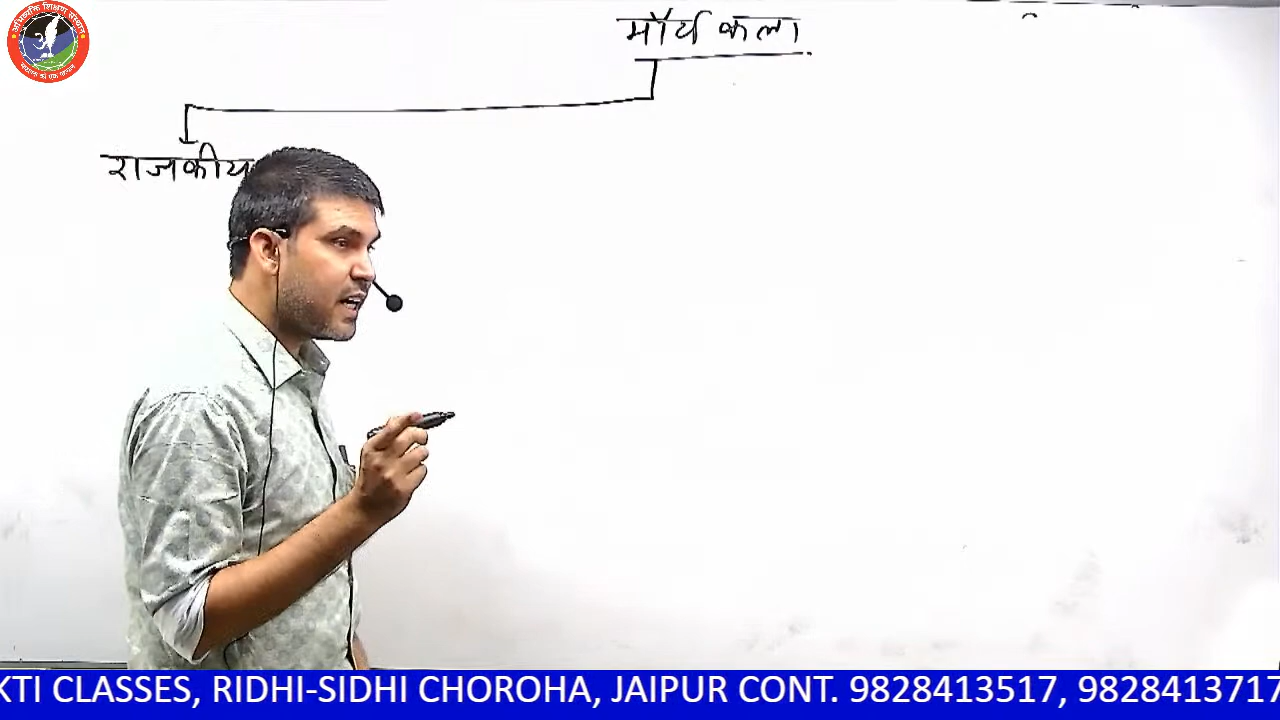 मौर्य कला
राजकीय
KTI CLASSES, RIDHI-SIDHI CHOROHA, JAIPUR CONT. 9828413517, 9828413717